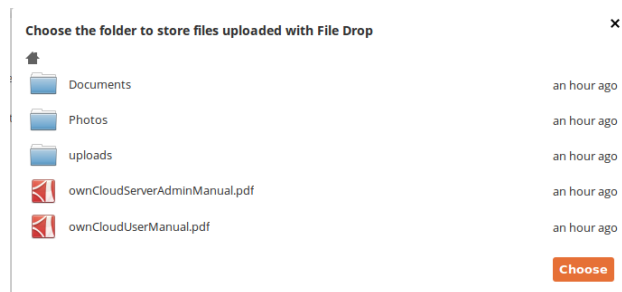 Choose the folder to store files uploaded with File Drop
Documents an hour ago
Photos an hour ago
uploads an hour ago
ownCloudServerAdminManual.pdf an hour ago
ownCloudUserManual.pdf an hour ago
Choose